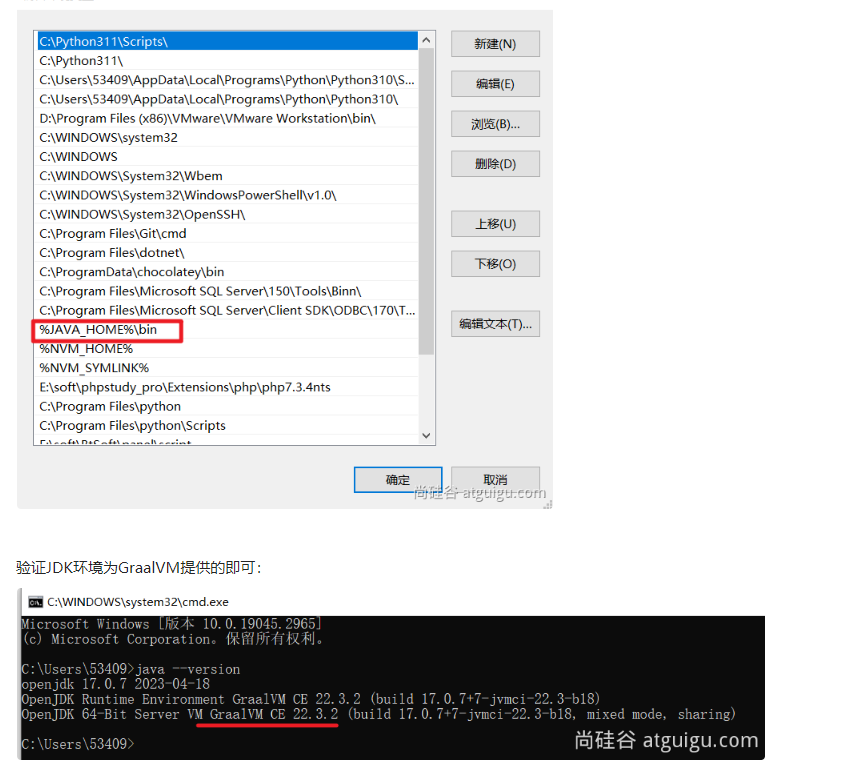 C:\Python311\Scripts\
新建(N)
C:\Python311\
C:\Users\53409\AppData\Local\Programs\Python\Python310\S...
编辑(E)
C:\Users\53409\AppData\Local\Programs\Python\Python310\
D:\Program Files (x86)\VMware\VMware Workstation\bin\
浏览(B)...
C:\WINDOWS\system32
C:\WINDOWS
删除(D)
C:\WINDOWS\System32\Wbem
C:\WINDOWS\System32\WindowsPowerShell\v1.0\
C:\WINDOWS\System32\OpenSSH\
上移(U)
C:\Program Files\Git\cmd
C:\Program Files\dotnet\
下移(O)
C:\ProgramData\chocolatey\bin
C:\Program Files\Microsoft SQL Server\150\Tools\Binn\
C:\Program Files\Microsoft SQL Server\Client SDK\ODBC\170\T...
编辑文本(T)...
%JAVA_HOME%\bin
%NVM_HOME%
%NVM_SYMLINK%
E:\soft\phpstudy_pro\Extensions\php\php7.3.4nts
C:\Program Files\python
C:\Program Files\python\Scripts
确定
取消
尚硅谷 atguigu.com
验证JDK环境为GraalVM提供的即可：
C:\WINDOWS\system32\cmd.exe
Microsoft Windows [版本 10.0.19045.2965]
(c) Microsoft Corporation。保留所有权利。
C:\Users\53409>java --version
openjdk 17.0.7 2023-04-18
OpenJDK Runtime Environment GraalVM CE 22.3.2 (build 17.0.7+7-jvmci-22.3-b18)
OpenJDK 64-Bit Server VM GraalVM CE 22.3.2 (build 17.0.7+7-jvmci-22.3-b18, mixed mode, sharing)
C:\Users\53409>
尚硅谷 atguigu.com